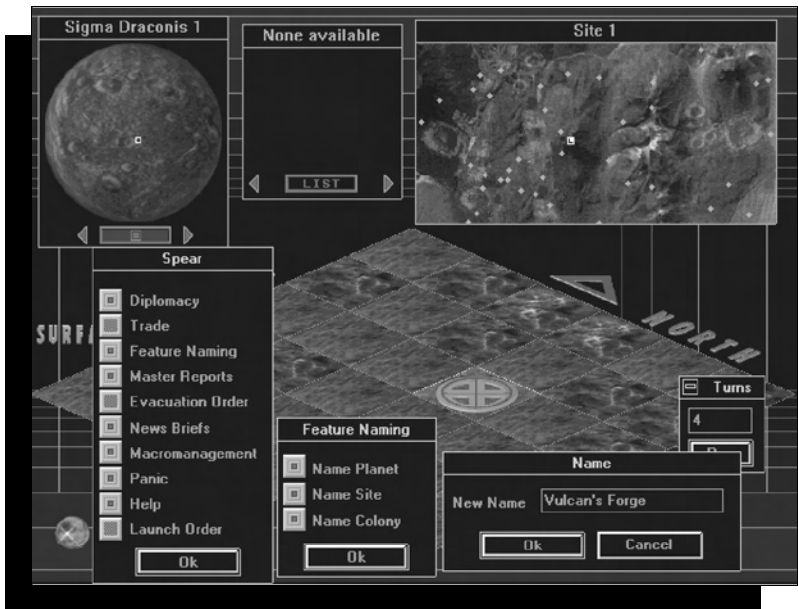 Sigma Draconis 1
None available
LIST
Site 1
Spear
Diplomacy
Trade
Feature Naming
Master Reports
Evacuation Order
News Briefs
Macromanagement
Panic
Help
Launch Order
Ok
NORTH
Feature Naming
Name Planet
Name Site
Name Colony
Ok
Turns
4
Name
New Name
Vulcan's Forge
Ok
Cancel